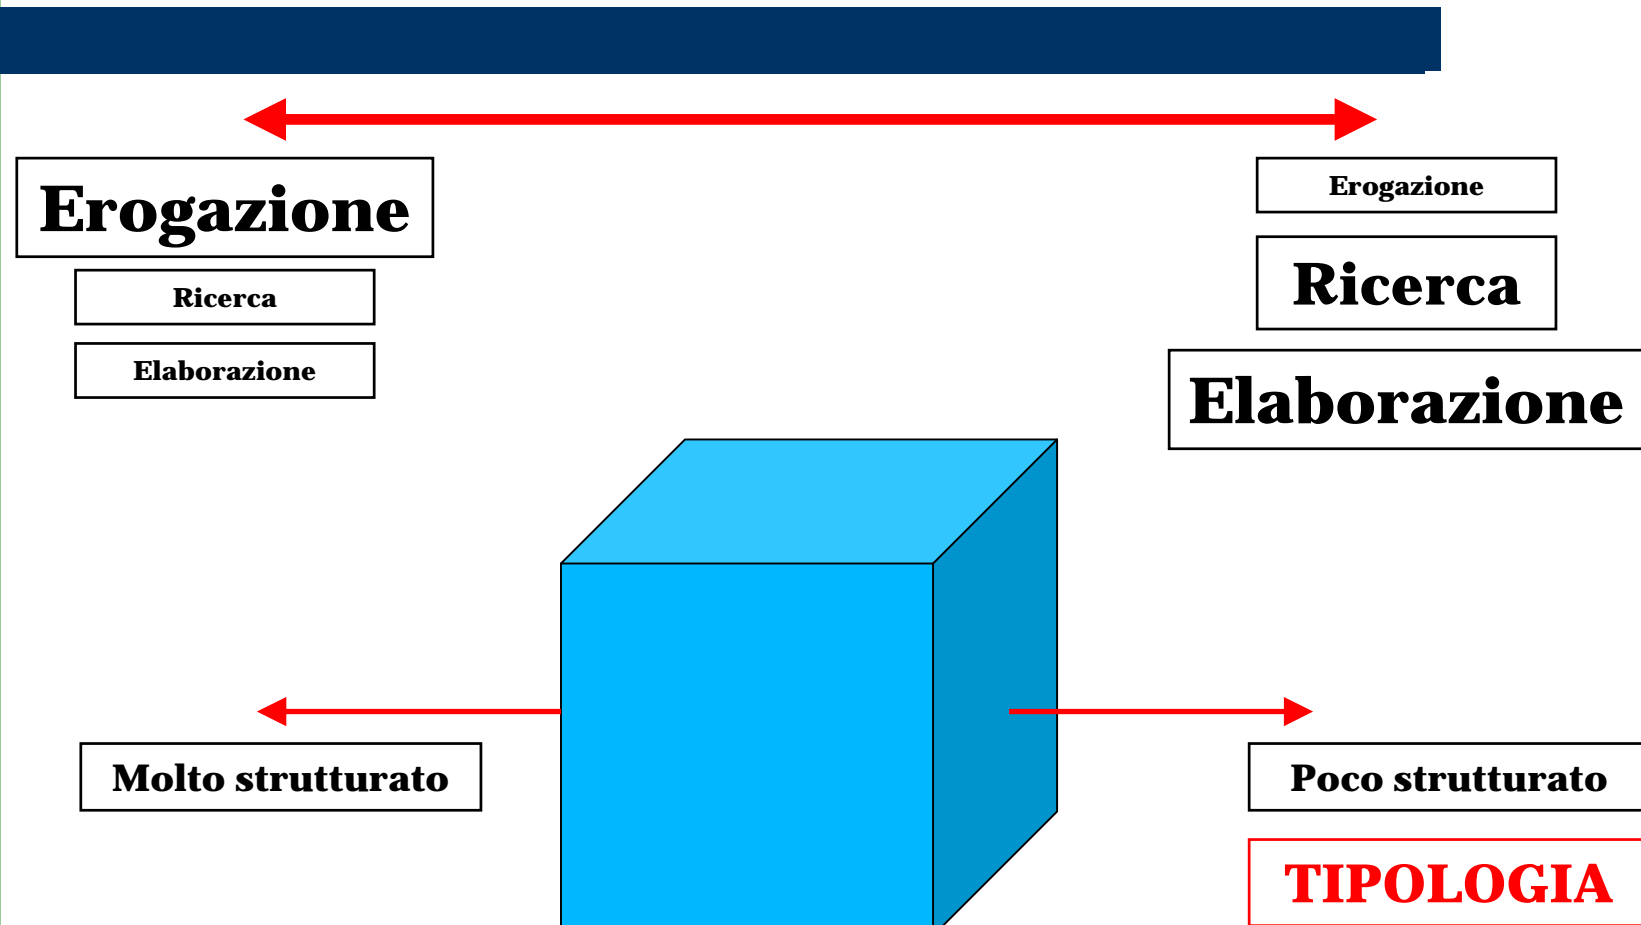 Erogazione
Ricerca
Elaborazione
Erogazione
Ricerca
Elaborazione
Molto strutturato
Poco strutturato
TIPOLOGIA